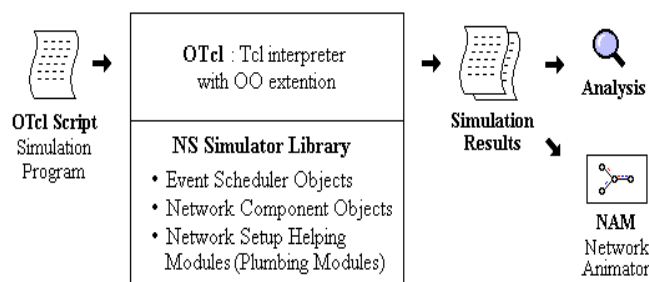 OTcl Script
Simulation
Program
OTcl : Tcl interpreter
with OO extention
NS Simulator Library
• Event Scheduler Objects
• Network Component Objects
• Network Setup Helping
Modules (Plumbing Modules)
Simulation
Results
Analysis
NAM
Network
Animator